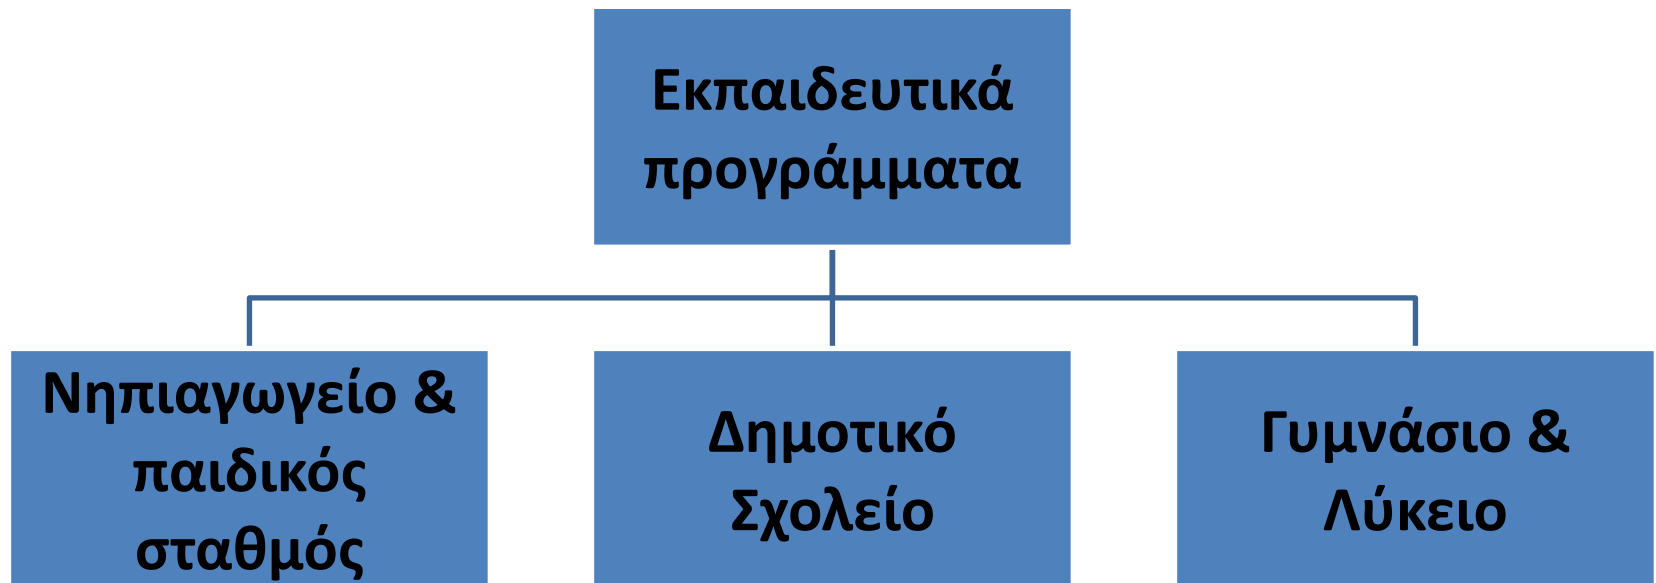 Εκπαιδευτικά
προγράμματα
Νηπιαγωγείο &
παιδικός
σταθμός
Δημοτικό
Σχολείο
Γυμνάσιο &
Λύκειο